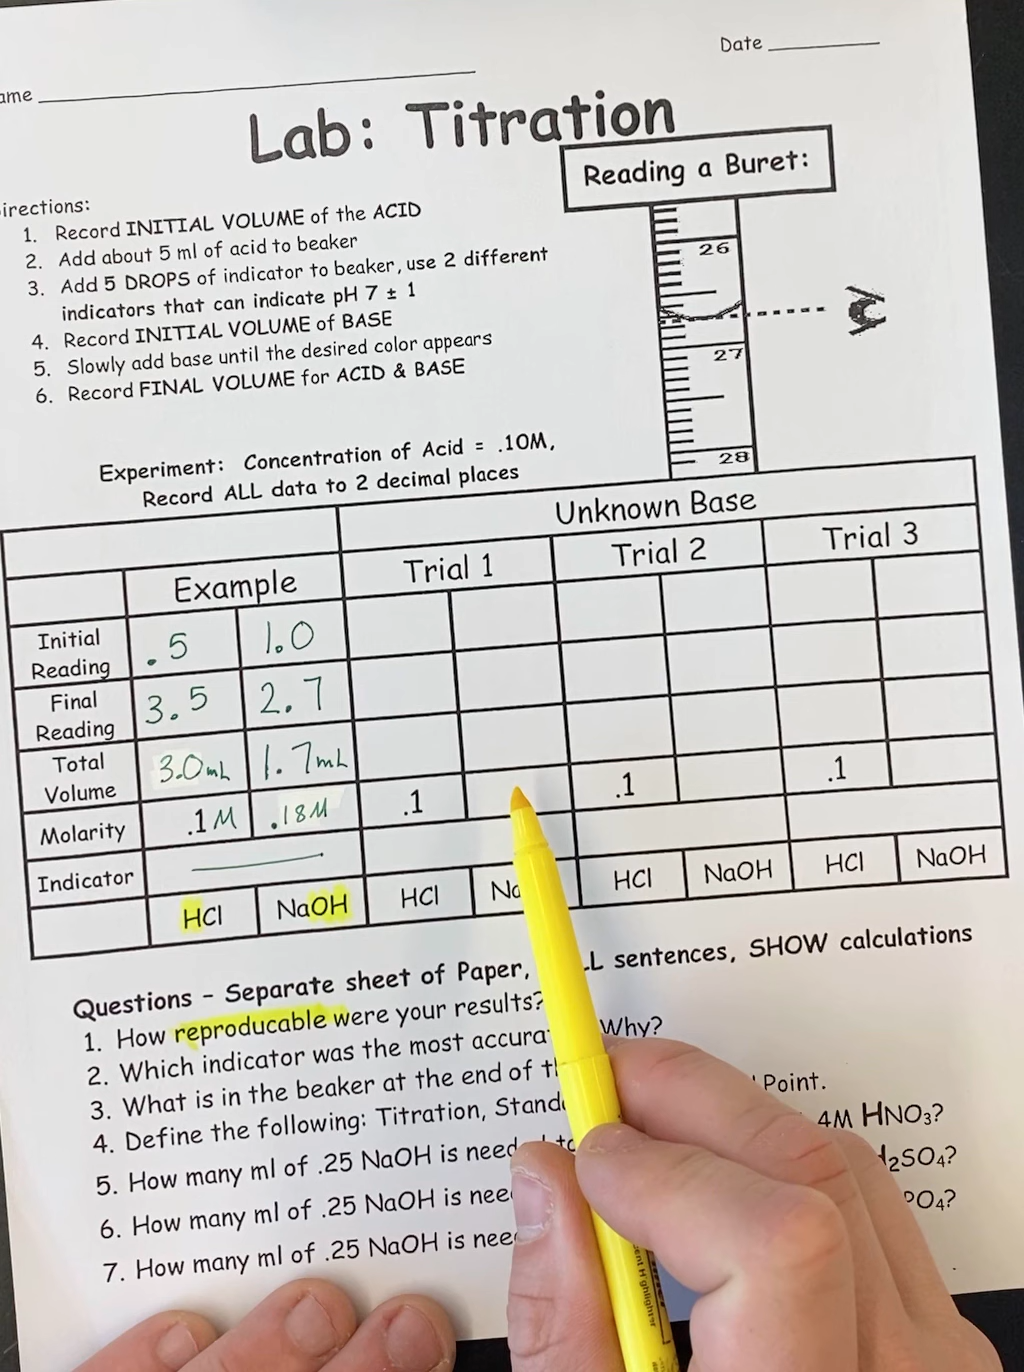 Date
ame
Lab: Titration
Reading a Buret:
irections:
1. Record INITIAL VOLUME of the ACID
2. Add about 5 ml of acid to beaker
3. Add 5 DROPS of indicator to beaker, use 2 different
indicators that can indicate pH 7 ± 1
4. Record INITIAL VOLUME of BASE
5. Slowly add base until the desired color appears
6. Record FINAL VOLUME for ACID & BASE
26
27
28
Experiment: Concentration of Acid = .10M,
Record ALL data to 2 decimal places
Unknown Base
Example Trial 1 Trial 2 Trial 3
Initial Reading .5 1.0
Final Reading 3.5 2.7
Total Volume 3.0mL 1.7mL
Molarity .1M .18M .1 .1 .1
Indicator
HCl NaOH HCl Na HCl NaOH HCl NaOH
Questions - Separate sheet of Paper, LL sentences, SHOW calculations
1. How reproducable were your results?
2. Which indicator was the most accura Why?
3. What is in the beaker at the end of t
4. Define the following: Titration, Stand Point.
5. How many ml of .25 NaOH is need to 4M HNO₃?
6. How many ml of .25 NaOH is nee ₂SO₄?
7. How many ml of .25 NaOH is nee PO₄?